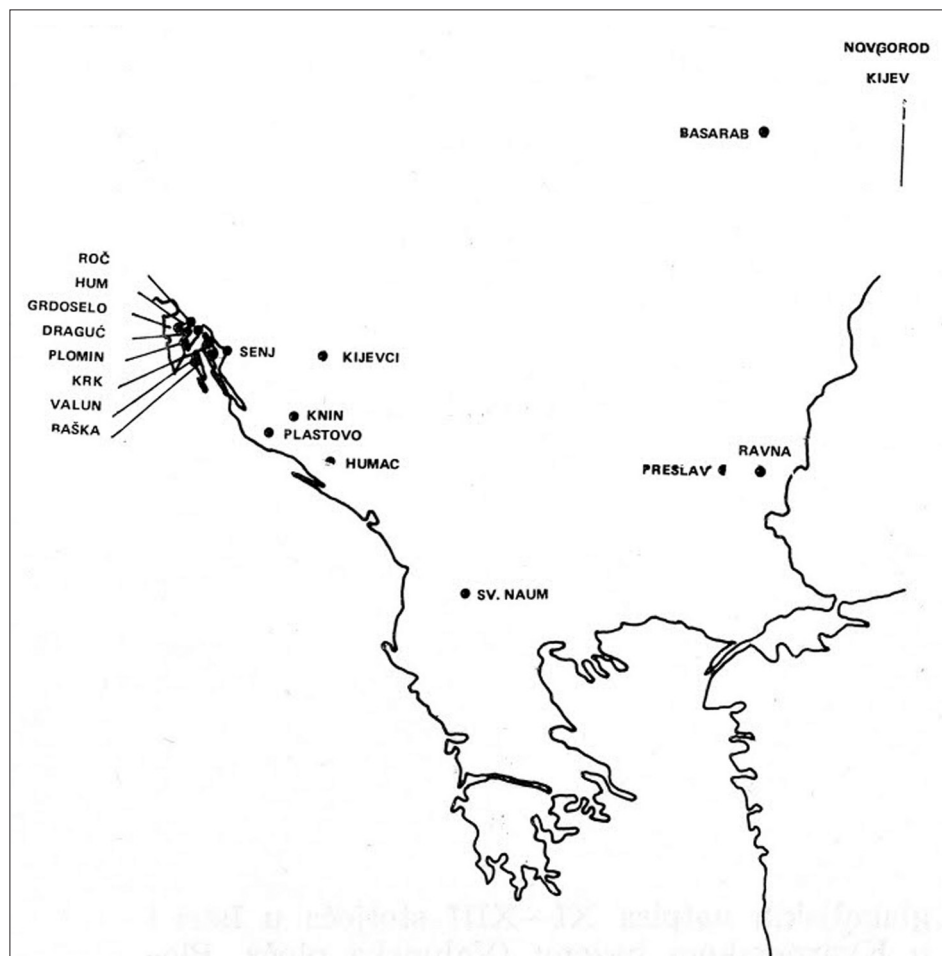 NOVGOROD
KIJEV
BASARAB
ROČ
HUM
GRDOSELO
DRAGUĆ
PLOMIN
KRK
VALUN
RAŠKA
SENJ
KIJEVCI
KNIN
PLASTOVO
HUMAC
PRESLAV
RAVNA
SV. NAUM